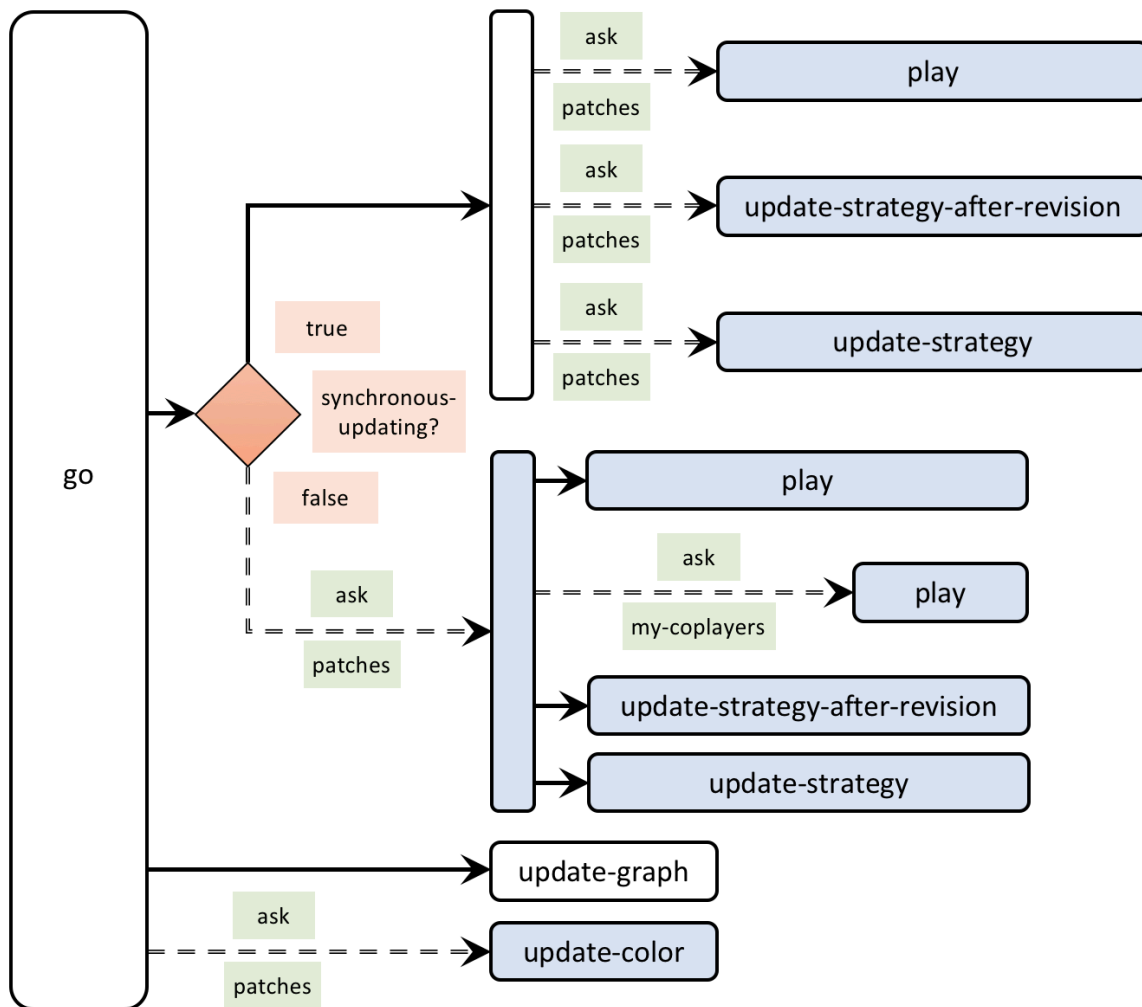 go
true
synchronous-
updating?
false
ask
patches
play
ask
patches
update-strategy-after-revision
ask
patches
update-strategy
ask
patches
play
ask
my-coplayers
play
update-strategy-after-revision
update-strategy
update-graph
ask
patches
update-color